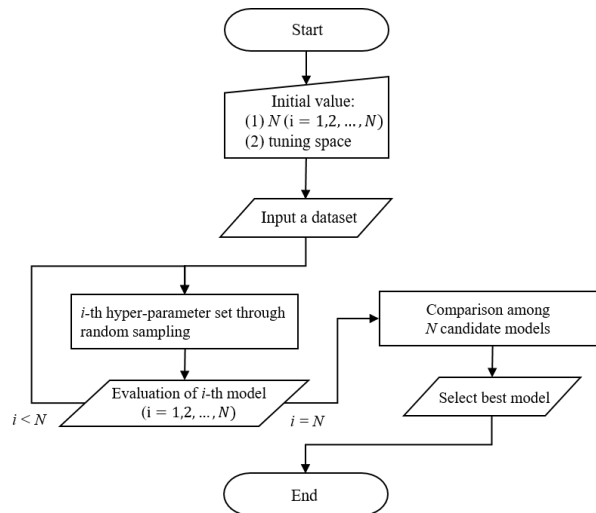 Start
Initial value:
(1) N (i = 1,2, ..., N)
(2) tuning space
Input a dataset
i-th hyper-parameter set through
random sampling
Evaluation of i-th model
(i = 1,2, ..., N)
i < N
i = N
Comparison among
N candidate models
Select best model
End